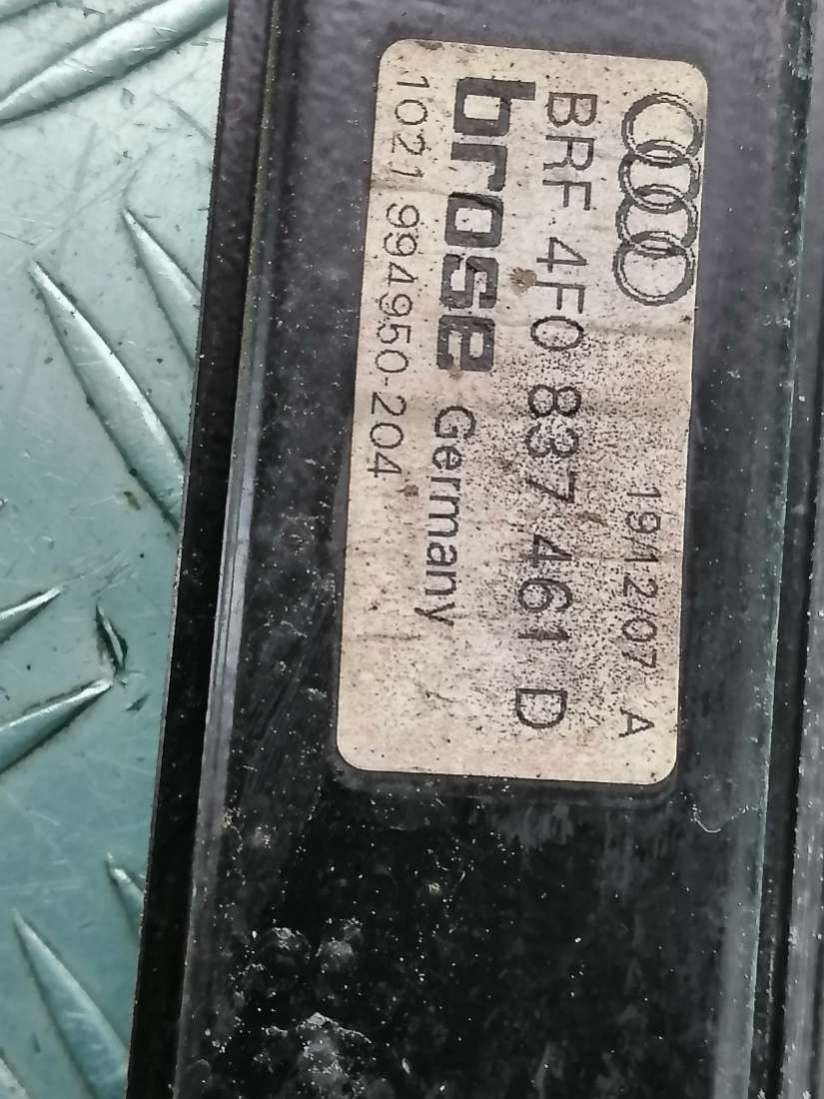 19/12/07 A
BRF 4F0 837 461 D
brose Germany
1021 994950-204